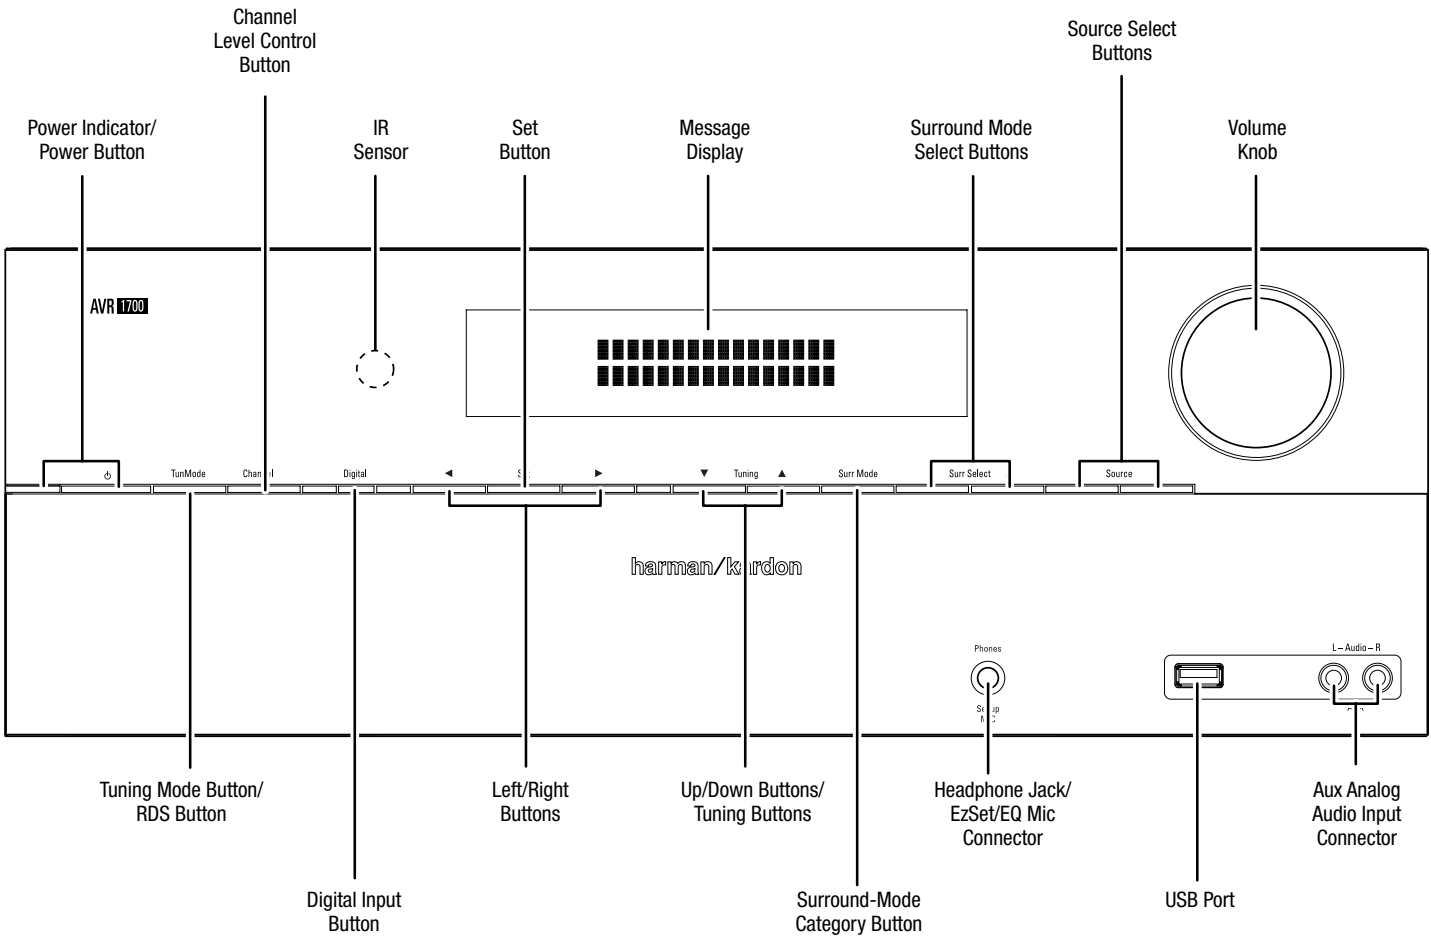 Channel
Level Control
Button
Source Select
Buttons
Power Indicator/
Power Button
IR
Sensor
Set
Button
Message
Display
Surround Mode
Select Buttons
Volume
Knob
AVR 1700
TunMode
Channel
Digital
Tuning
Surr Mode
Surr Select
Source
harman/kardon
Phones
L – Audio – R
Tuning Mode Button/
RDS Button
Left/Right
Buttons
Up/Down Buttons/
Tuning Buttons
Headphone Jack/
EzSet/EQ Mic
Connector
Aux Analog
Audio Input
Connector
Digital Input
Button
Surround-Mode
Category Button
USB Port